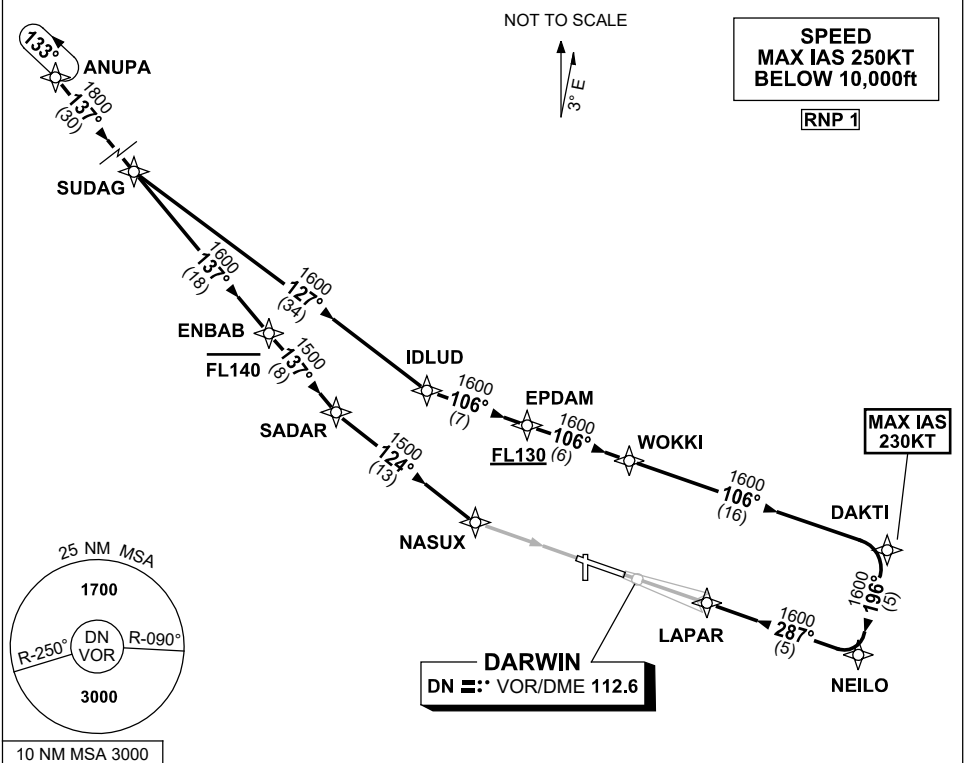 NOT TO SCALE
3° E
SPEED
MAX IAS 250KT
BELOW 10,000ft
RNP 1
133°
ANUPA
1800
137°
(30)
SUDAG
1600
137°
(18)
1600
127°
(34)
ENBAB
FL140
1500
137°
(8)
SADAR
1500
124°
(13)
NASUX
IDLUD
1600
106°
(7)
EPDAM
FL130
1600
106°
(6)
WOKKI
1600
106°
(16)
MAX IAS
230KT
DAKTI
1600
196°
(5)
NEILO
1600
287°
(5)
LAPAR
DARWIN
DN VOR/DME 112.6
25 NM MSA
1700
R-250°
DN
VOR
R-090°
3000
10 NM MSA 3000